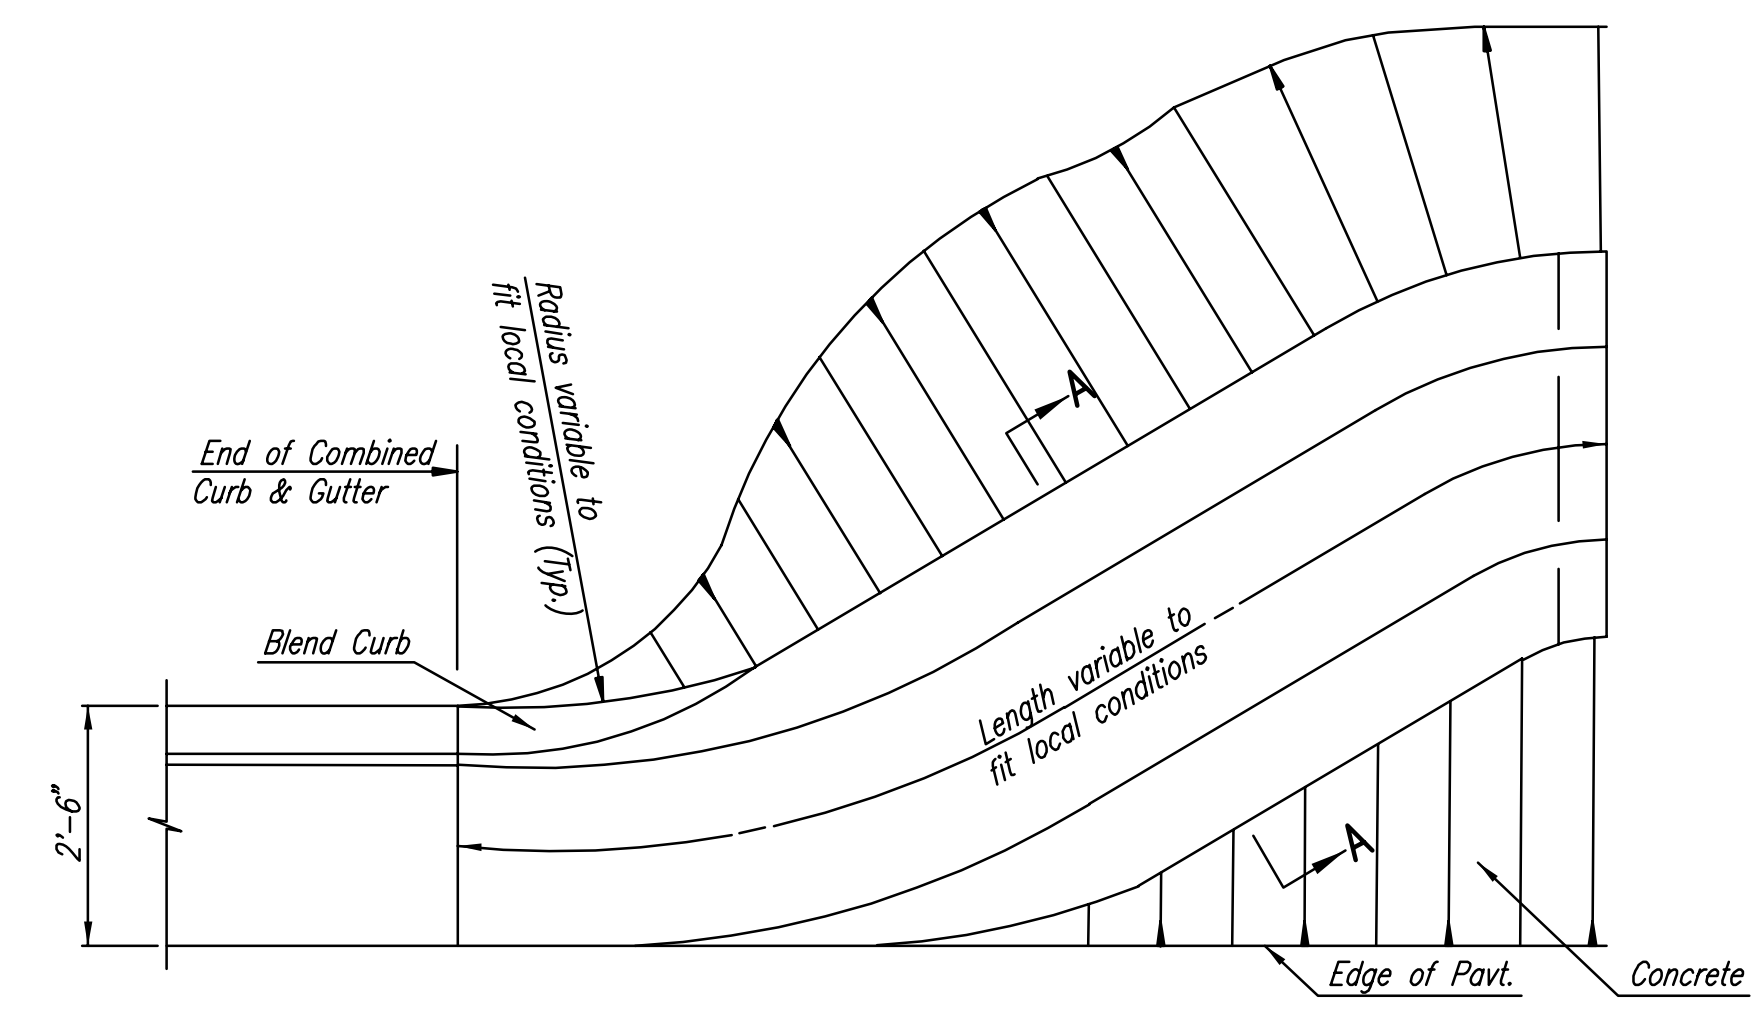 Radius variable to
fit local conditions (Typ.)
A
End of Combined
Curb & Gutter
Blend Curb
Length variable to
fit local conditions
2'-9"
A
Edge of Pavt.
Concrete